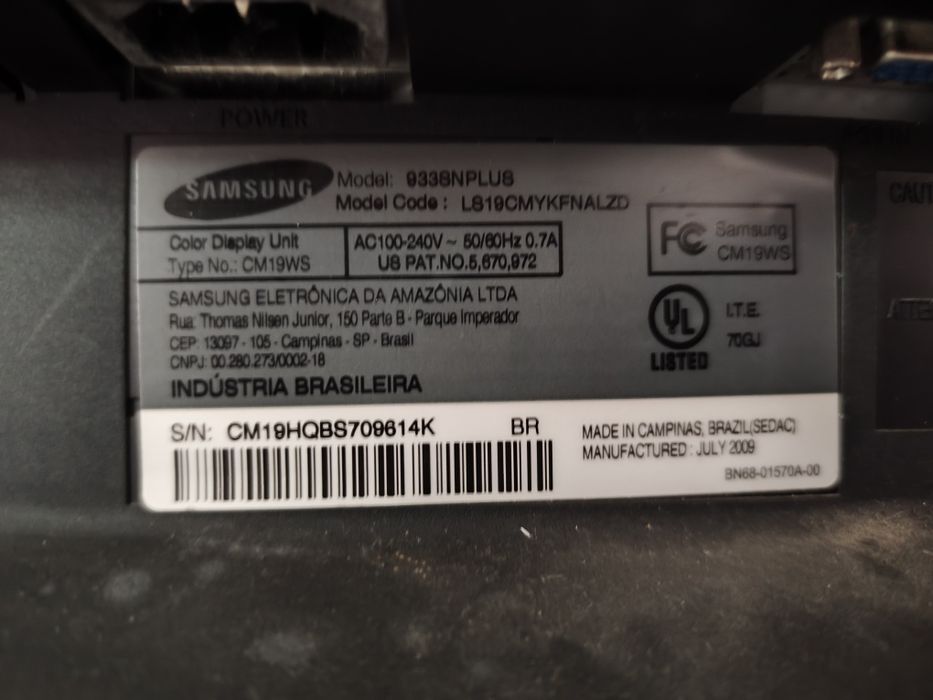 POWER
SAMSUNG
Model: 933SNPLUS
Model Code : LS19CMYKFNALZD
Color Display Unit
Type No.: CM19WS
AC100-240V ~ 50/60Hz 0.7A
US PAT.NO.5,670,972
FC Samsung
CM19WS
SAMSUNG ELETRÔNICA DA AMAZÔNIA LTDA
Rua: Thomas Nilsen Junior, 150 Parte B - Parque Imperador
CEP: 13097 - 105 - Campinas - SP - Brasil
CNPJ: 00.280.273/0002-18
INDÚSTRIA BRASILEIRA
UL
LISTED
I.T.E.
70GJ
S/N: CM19HQBS709614K BR
MADE IN CAMPINAS, BRAZIL(SEDAC)
MANUFACTURED : JULY 2009
BN68-01570A-00